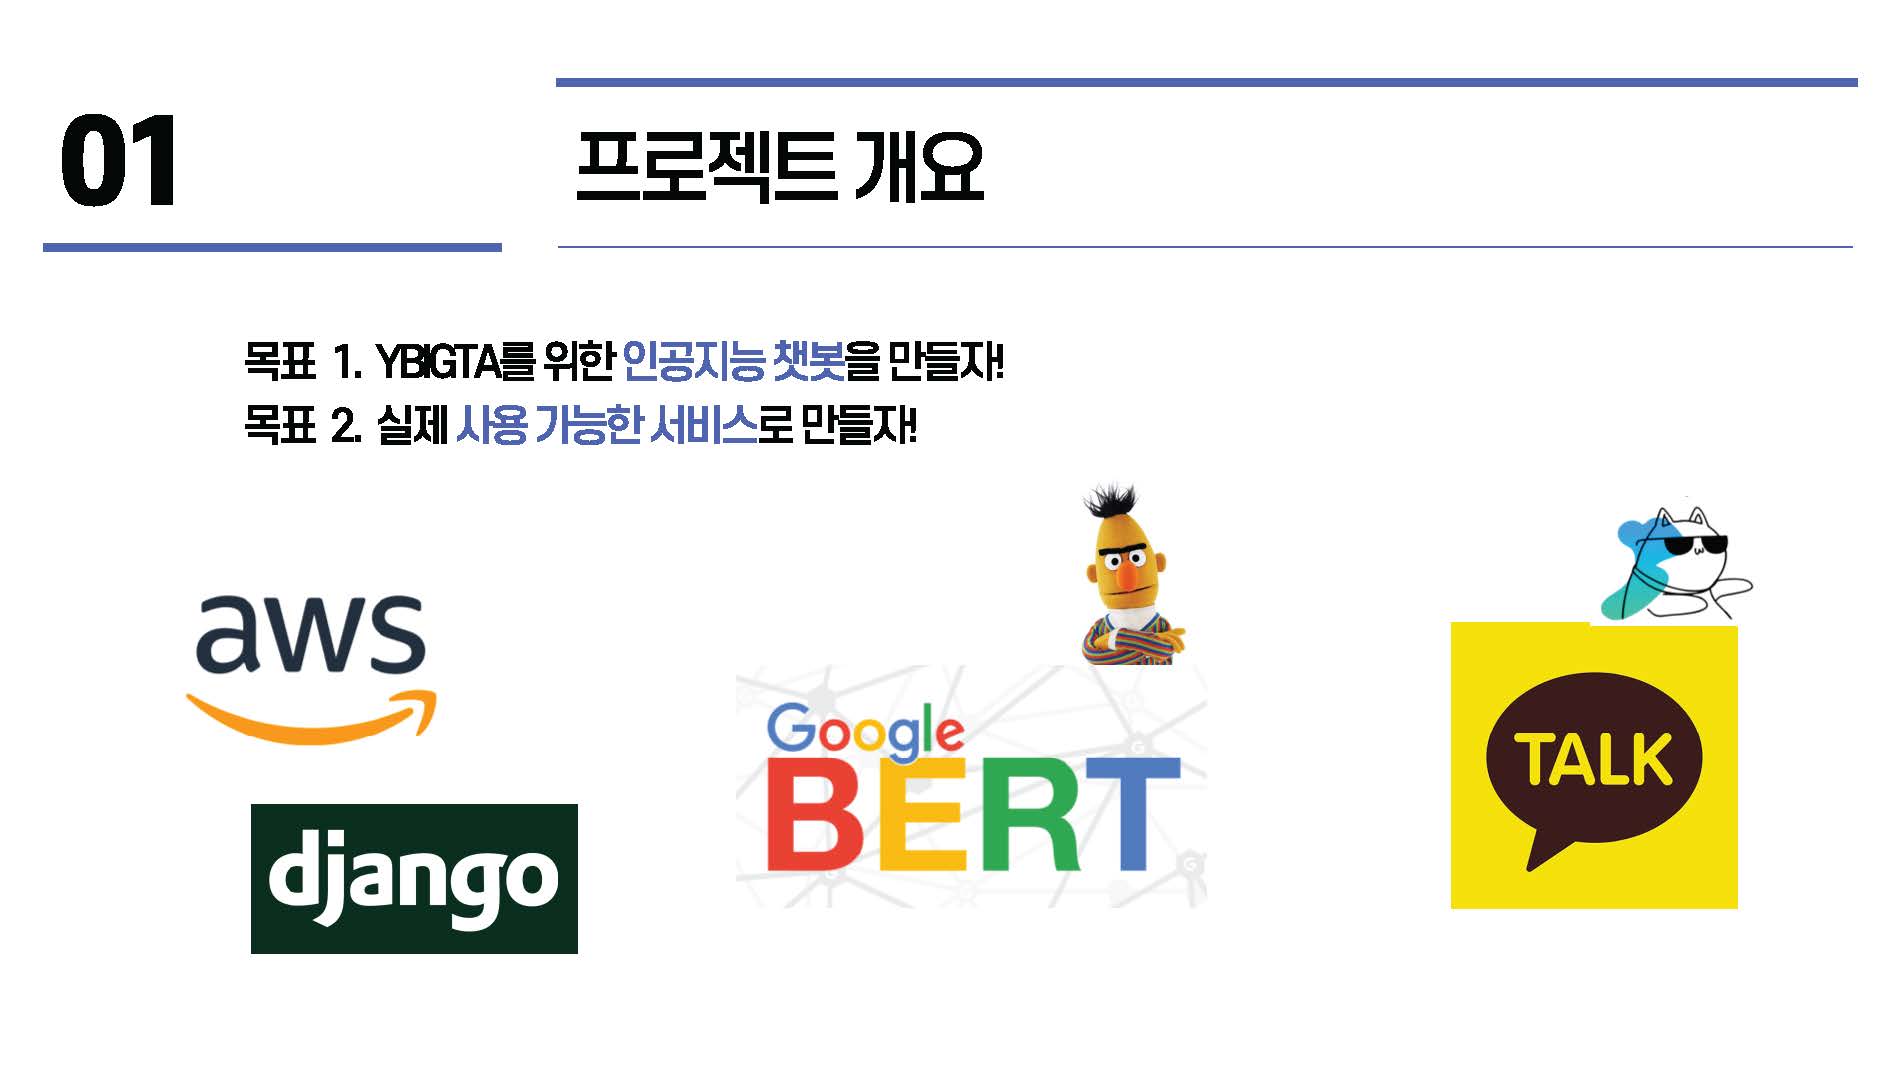 01
프로젝트 개요
목표 1. YBIGTA를 위한 인공지능 챗봇을 만들자!
목표 2. 실제 사용 가능한 서비스로 만들자!
aws
django
Google
BERT
TALK